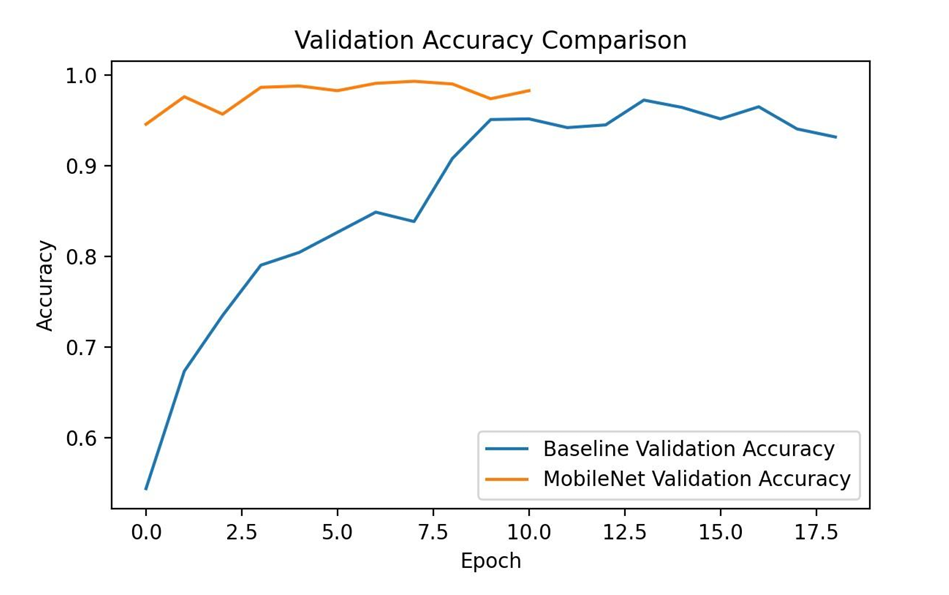 Validation Accuracy Comparison
1.0
0.9
0.8
0.7
0.6
Accuracy
Baseline Validation Accuracy
MobileNet Validation Accuracy
0.0 2.5 5.0 7.5 10.0 12.5 15.0 17.5
Epoch